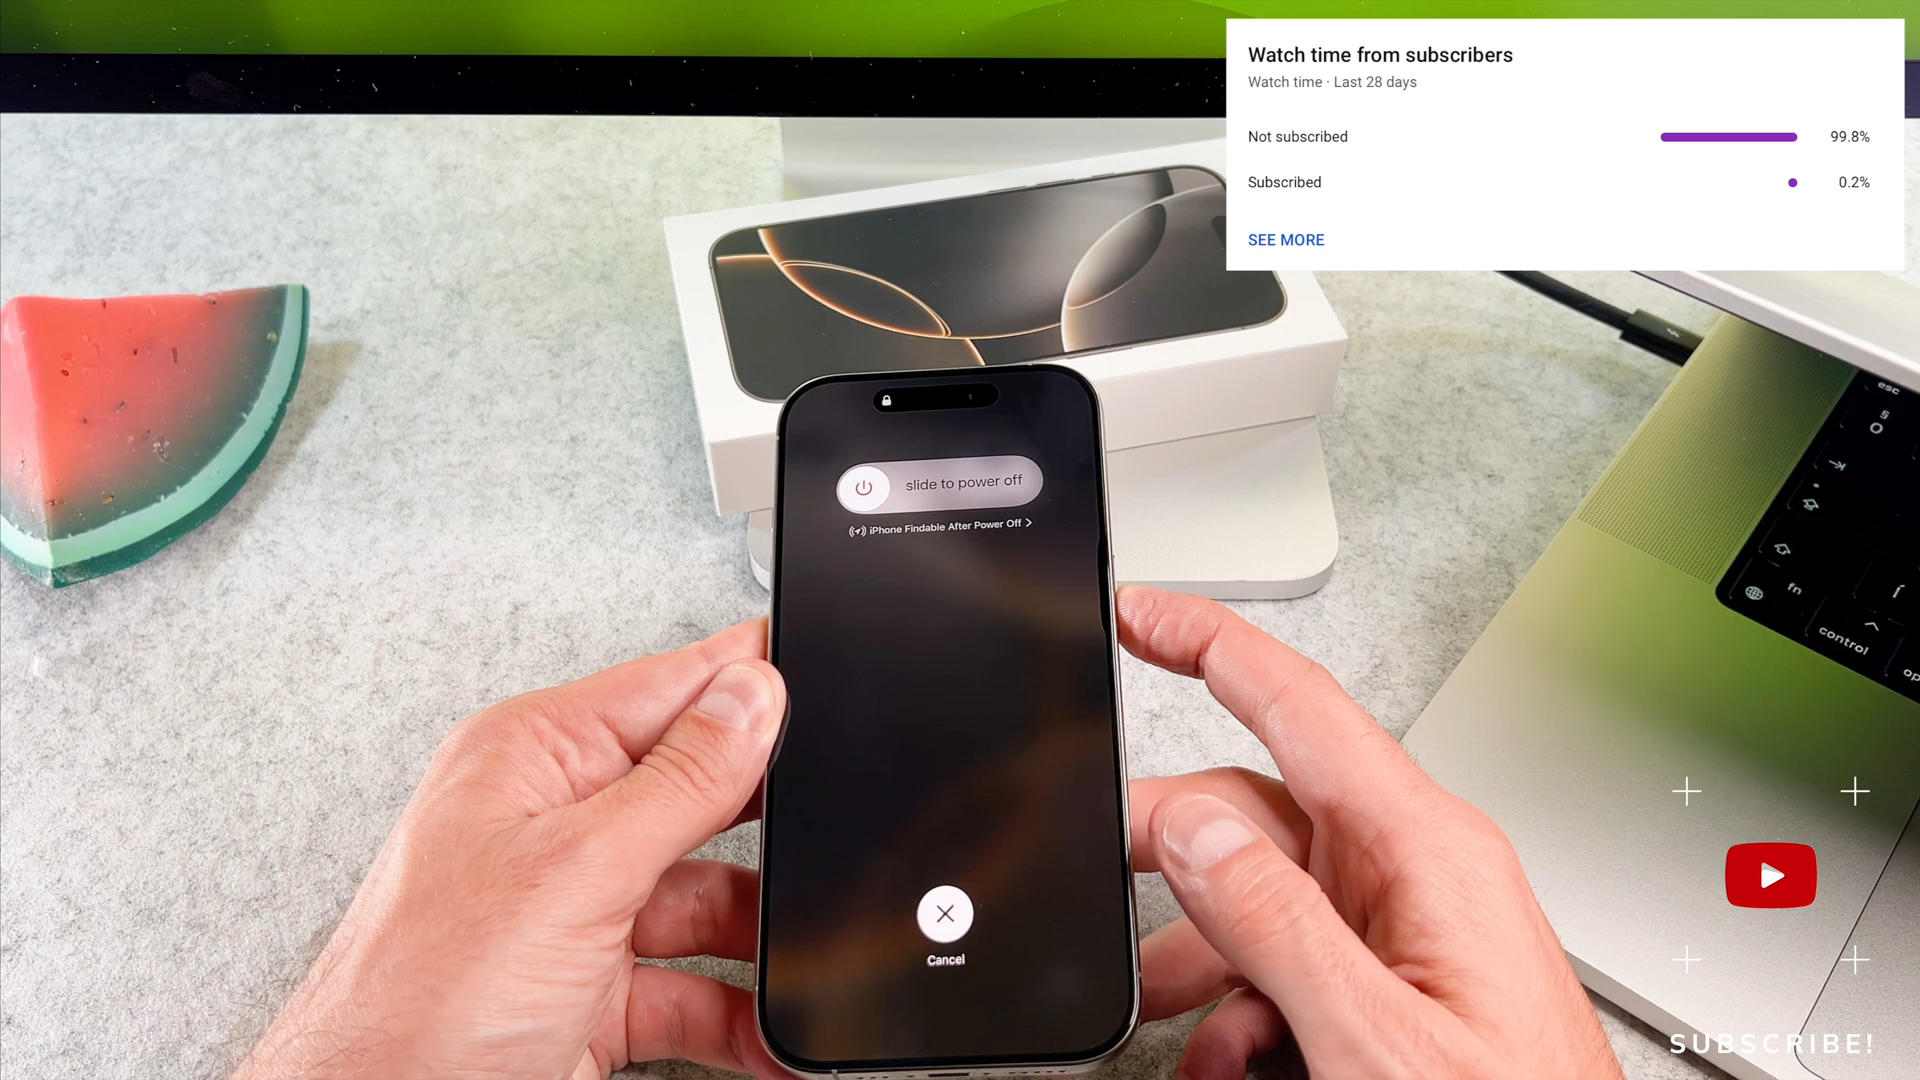 Watch time from subscribers
Watch time · Last 28 days
Not subscribed 99.8%
Subscribed 0.2%
SEE MORE
slide to power off
iPhone Findable After Power Off
Cancel
esc
§
fn
control
SUBSCRIBE!